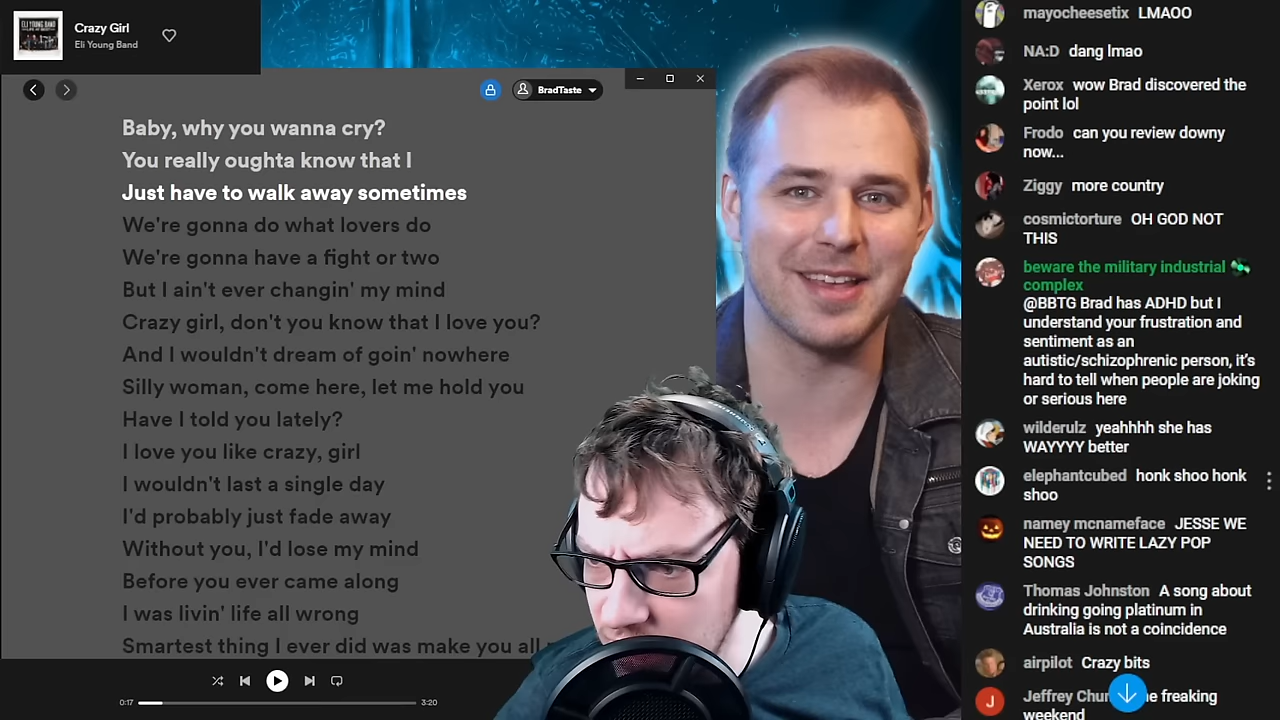 Crazy Girl
Eli Young Band
BradTaste
Baby, why you wanna cry?
You really oughta know that I
Just have to walk away sometimes
We're gonna do what lovers do
We're gonna have a fight or two
But I ain't ever changin' my mind
Crazy girl, don't you know that I love you?
And I wouldn't dream of goin' nowhere
Silly woman, come here, let me hold you
Have I told you lately?
I love you like crazy, girl
I wouldn't last a single day
I'd probably just fade away
Without you, I'd lose my mind
Before you ever came along
I was livin' life all wrong
Smartest thing I ever did was make you all
0:17
3:20
mayocheesetix LMAOO
NA:D dang lmao
Xerox wow Brad discovered the
point lol
Frodo can you review downy
now...
Ziggy more country
cosmictorture OH GOD NOT
THIS
beware the military industrial
complex
@BBTG Brad has ADHD but I
understand your frustration and
sentiment as an
autistic/schizophrenic person, it's
hard to tell when people are joking
or serious here
wilderulz yeahhhh she has
WAYYYY better
elephantcubed honk shoo honk
shoo
namey mcnameface JESSE WE
NEED TO WRITE LAZY POP
SONGS
Thomas Johnston A song about
drinking going platinum in
Australia is not a coincidence
airpilot Crazy bits
J
Jeffrey freaking
weekend